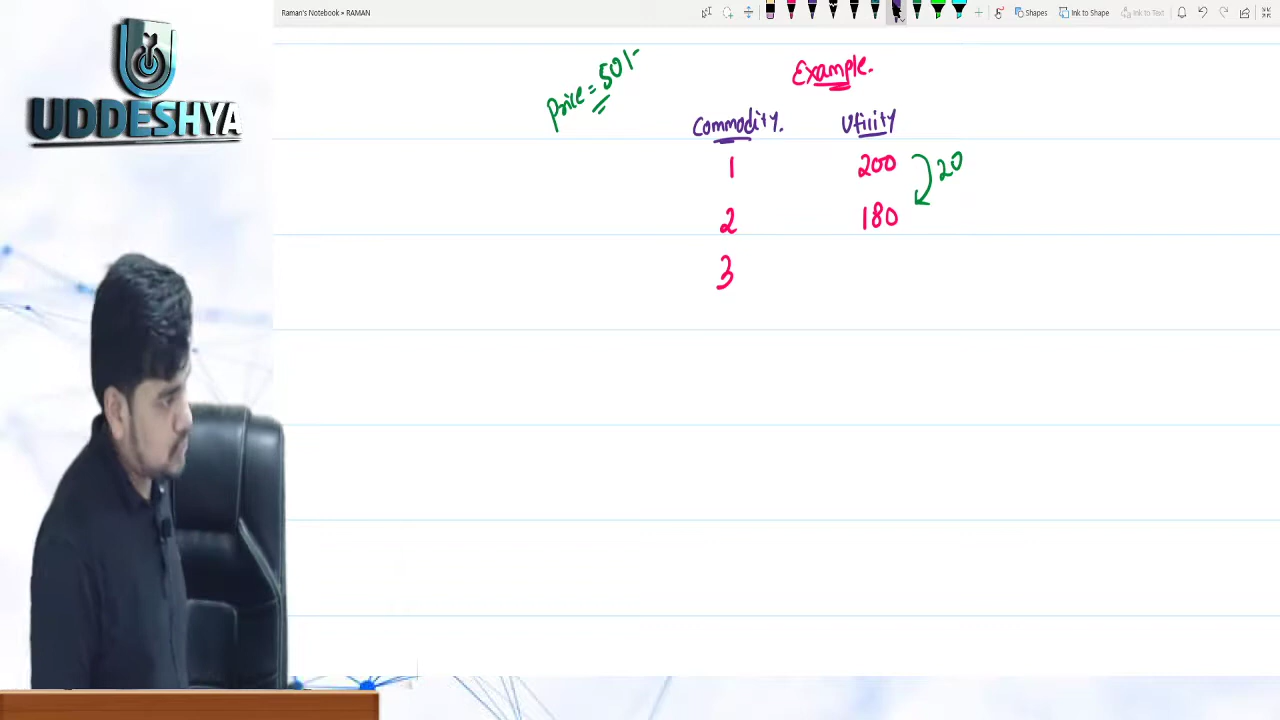 Raman's Notebook » RAMAN
Shapes Ink to Shape Ink to Text
UDDESHYA
Price = 50/-
Example.
Commodity. Utility
1 200
20
2 180
3